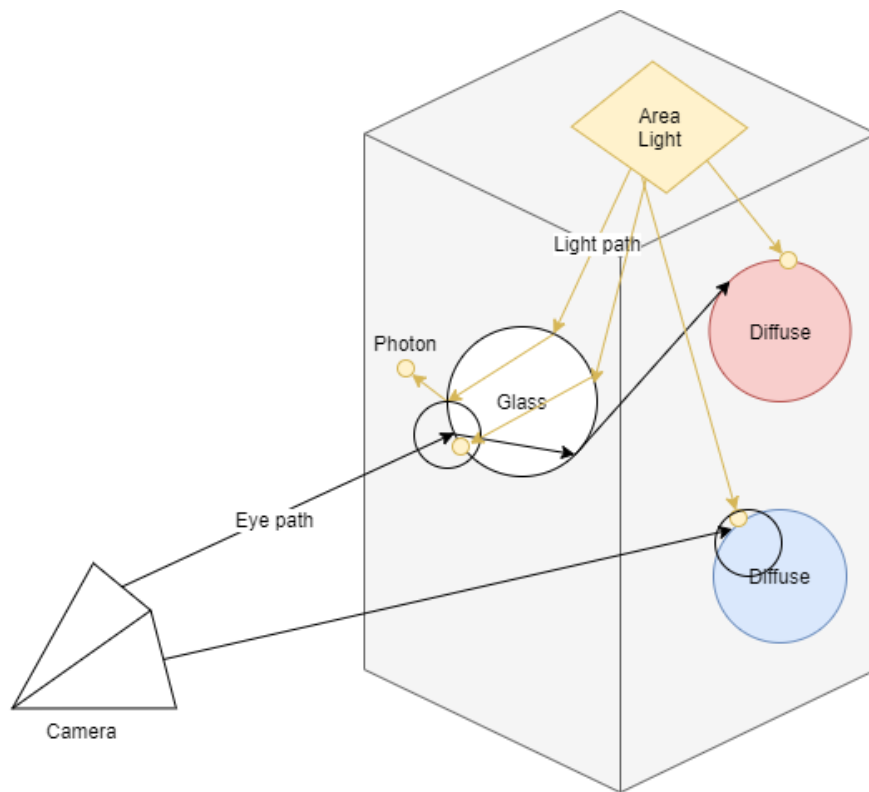 Area
Light
Light path
Photon
Diffuse
Glass
Eye path
Diffuse
Camera